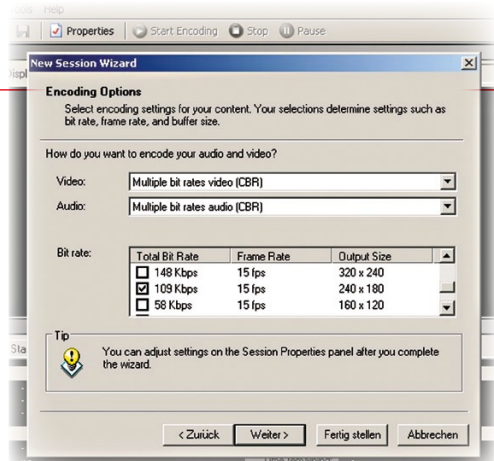 Help
Properties Start Encoding Stop Pause
New Session Wizard
Encoding Options
Select encoding settings for your content. Your selections determine settings such as
bit rate, frame rate, and buffer size.
How do you want to encode your audio and video?
Video: Multiple bit rates video (CBR)
Audio: Multiple bit rates audio (CBR)
Bit rate: Total Bit Rate Frame Rate Output Size
148 Kbps 15 fps 320 x 240
109 Kbps 15 fps 240 x 180
58 Kbps 15 fps 160 x 120
Tip
You can adjust settings on the Session Properties panel after you complete
the wizard.
< Zurück Weiter > Fertig stellen Abbrechen